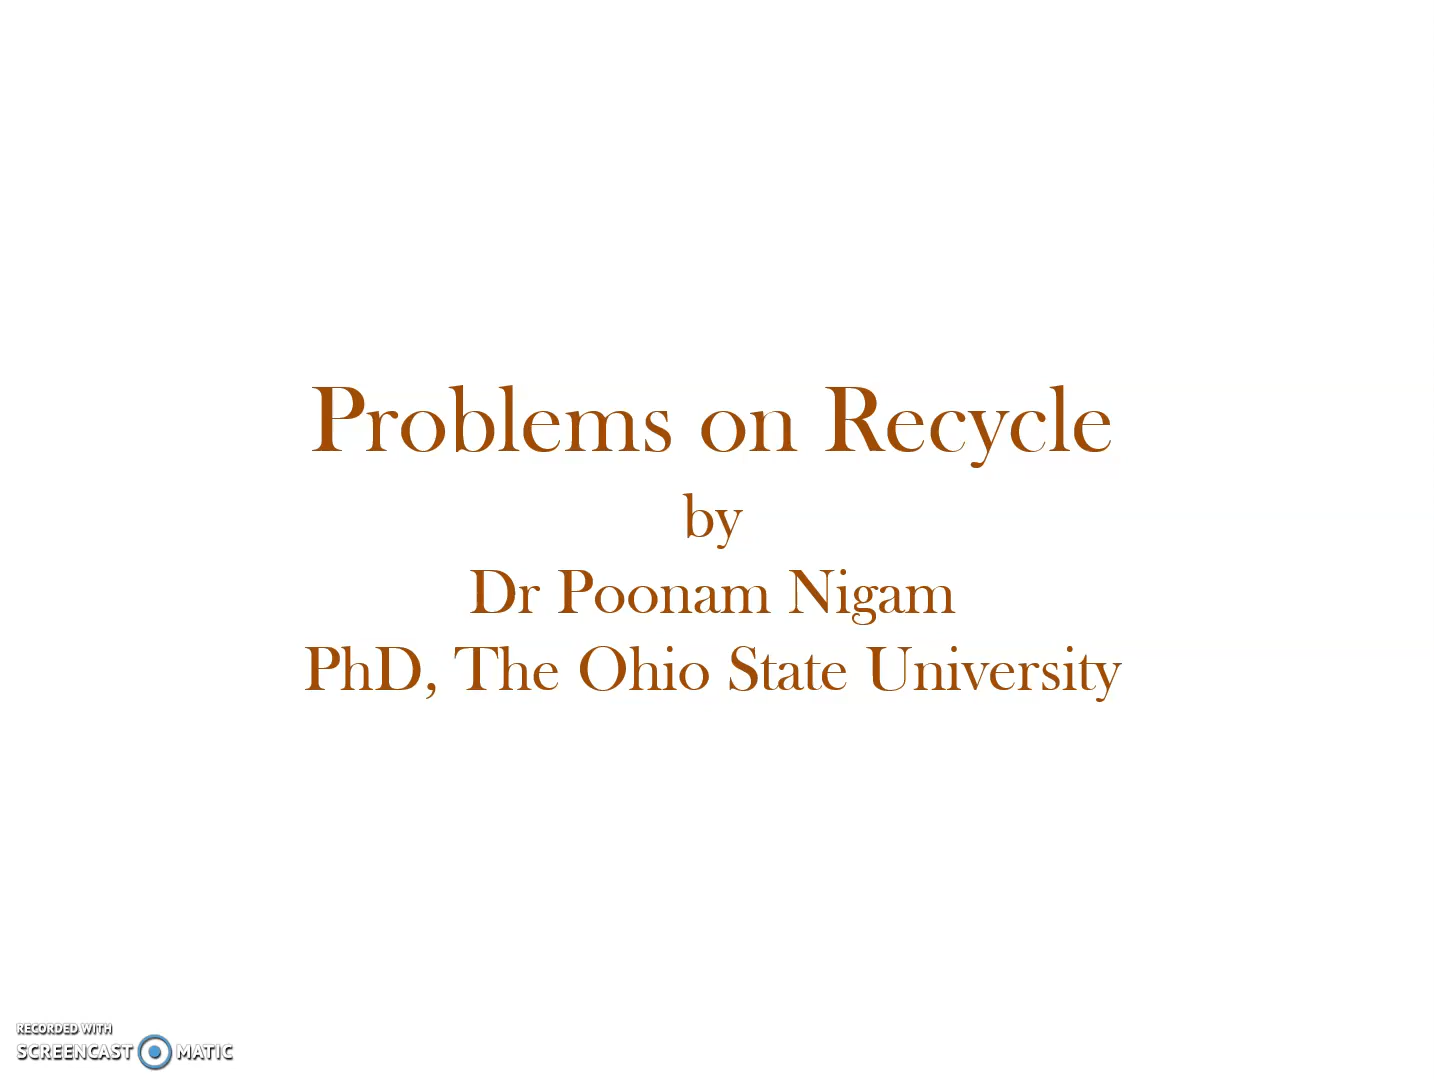 Problems on Recycle
by
Dr Poonam Nigam
PhD, The Ohio State University
RECORDED WITH
SCREENCAST MATIC